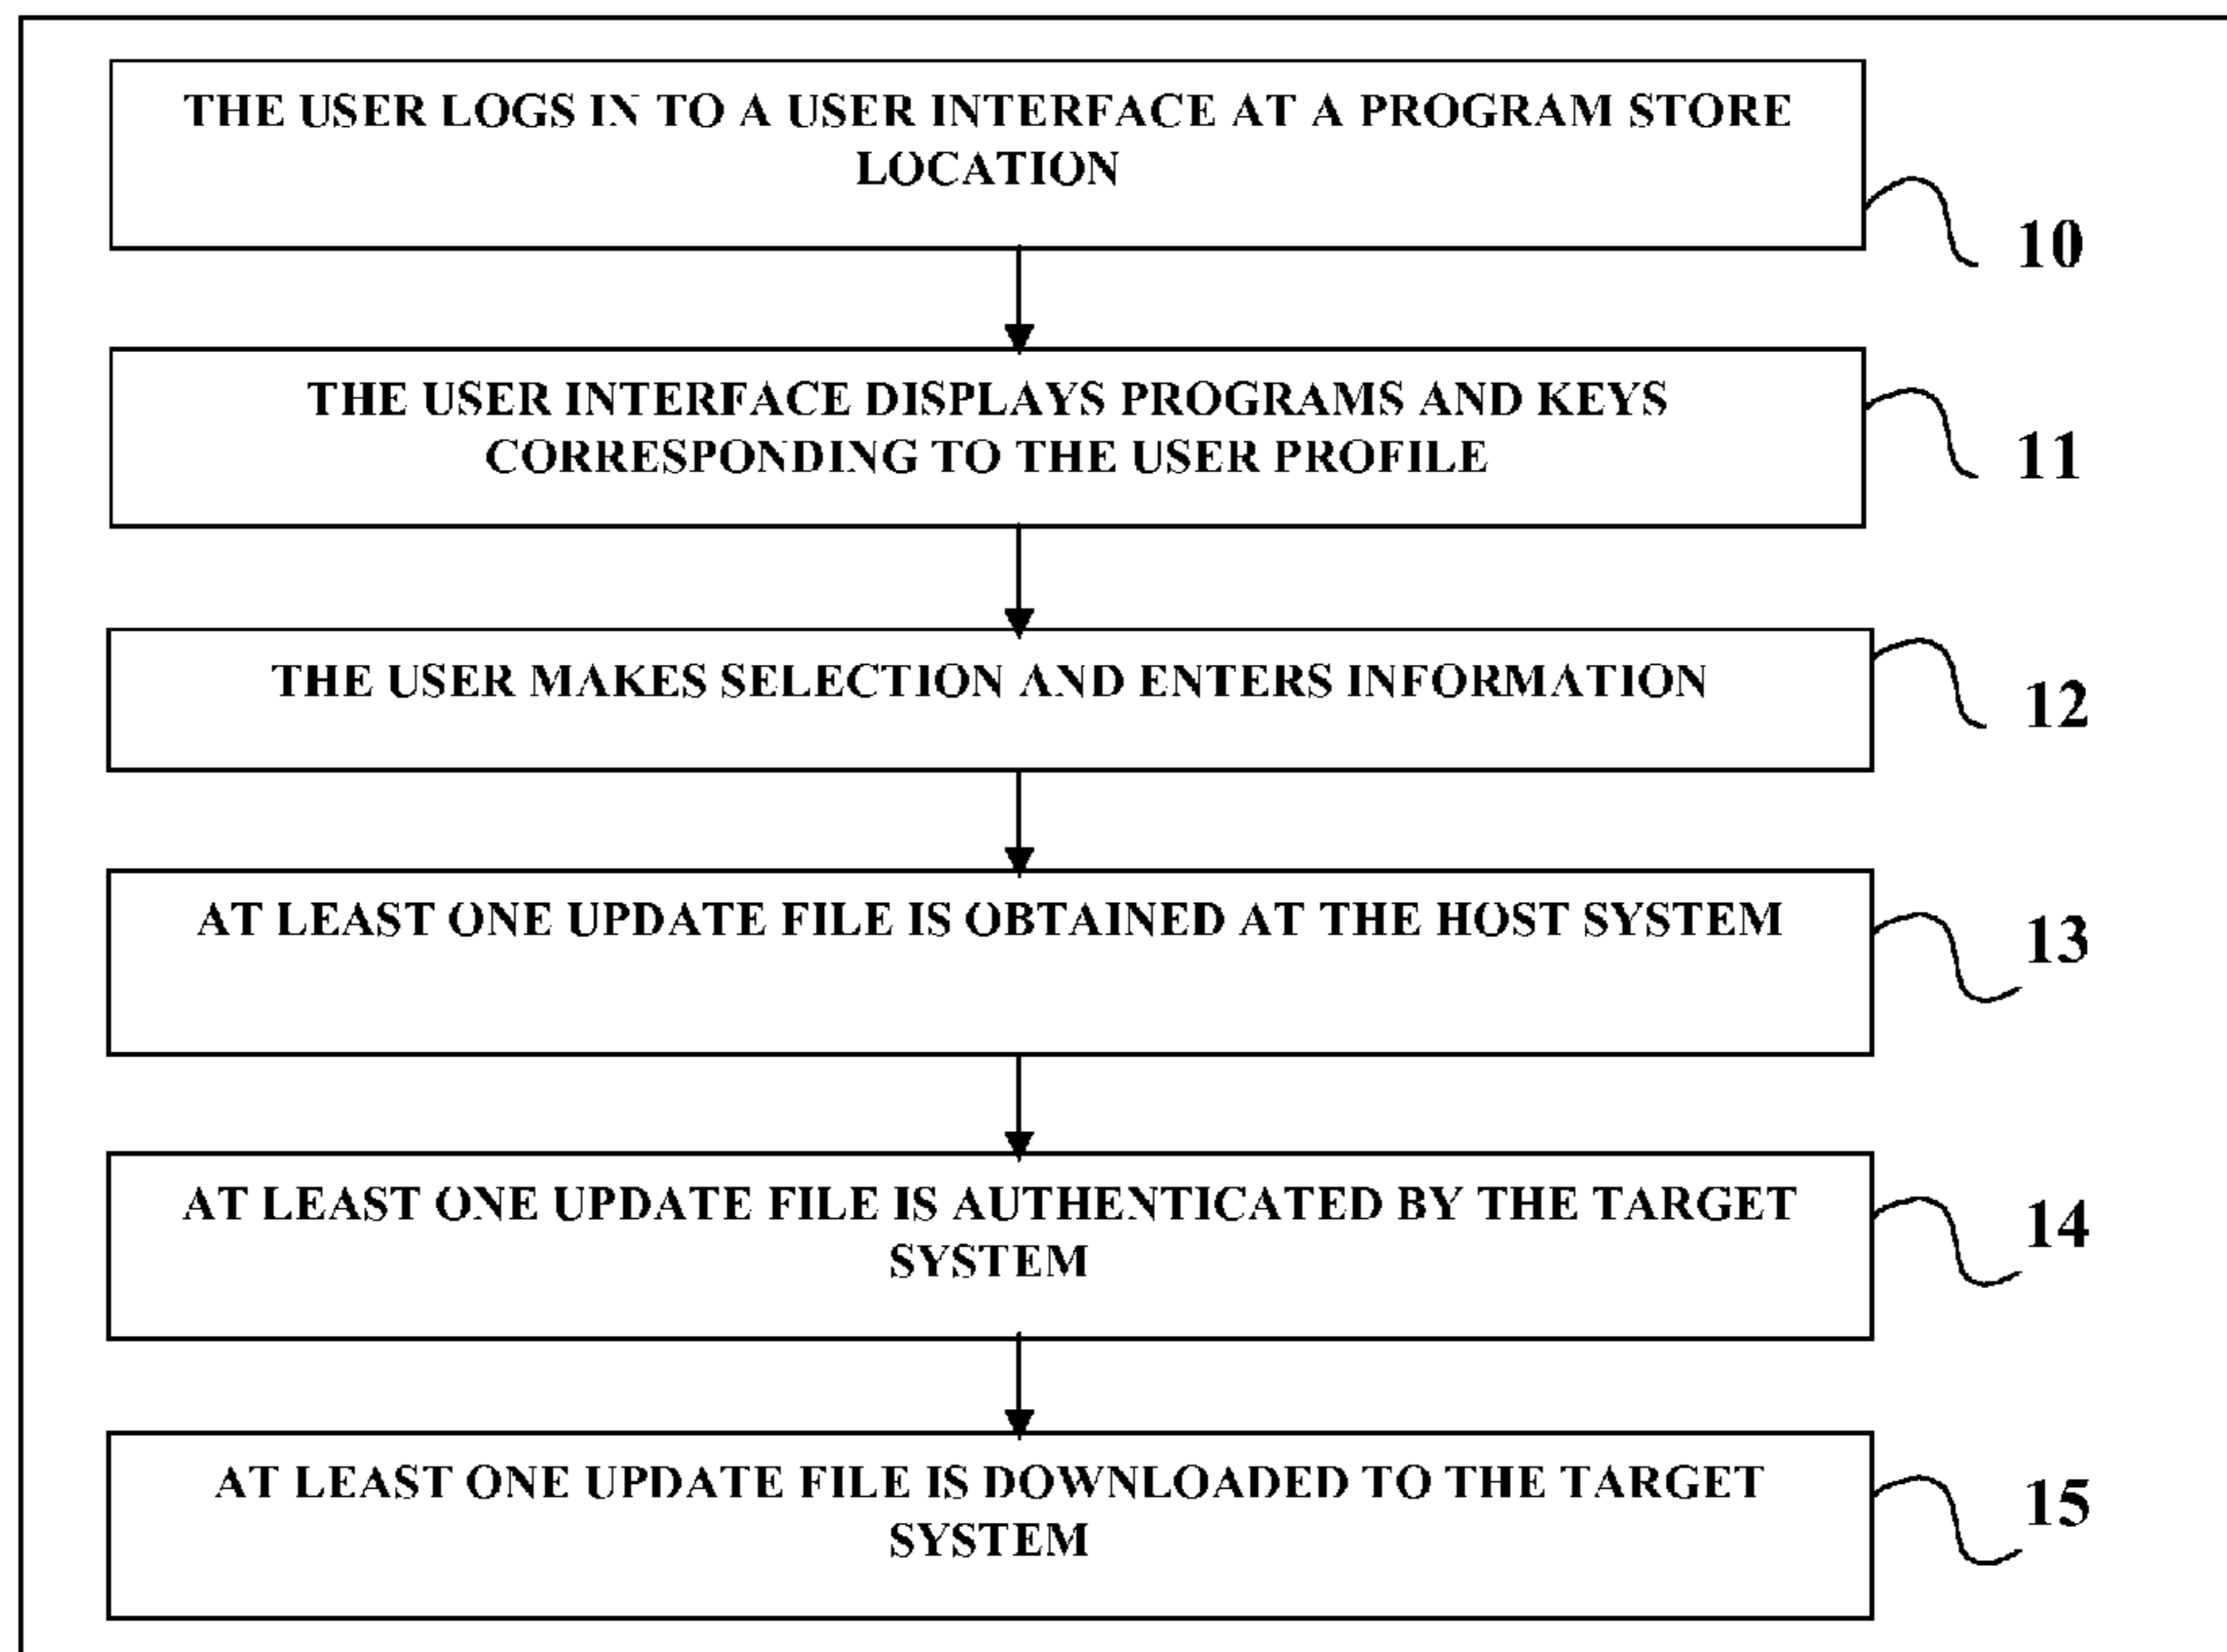 THE USER LOGS IN TO A USER INTERFACE AT A PROGRAM STORE
LOCATION
10
THE USER INTERFACE DISPLAYS PROGRAMS AND KEYS
CORRESPONDING TO THE USER PROFILE
11
THE USER MAKES SELECTION AND ENTERS INFORMATION
12
AT LEAST ONE UPDATE FILE IS OBTAINED AT THE HOST SYSTEM
13
AT LEAST ONE UPDATE FILE IS AUTHENTICATED BY THE TARGET
SYSTEM
14
AT LEAST ONE UPDATE FILE IS DOWNLOADED TO THE TARGET
SYSTEM
15